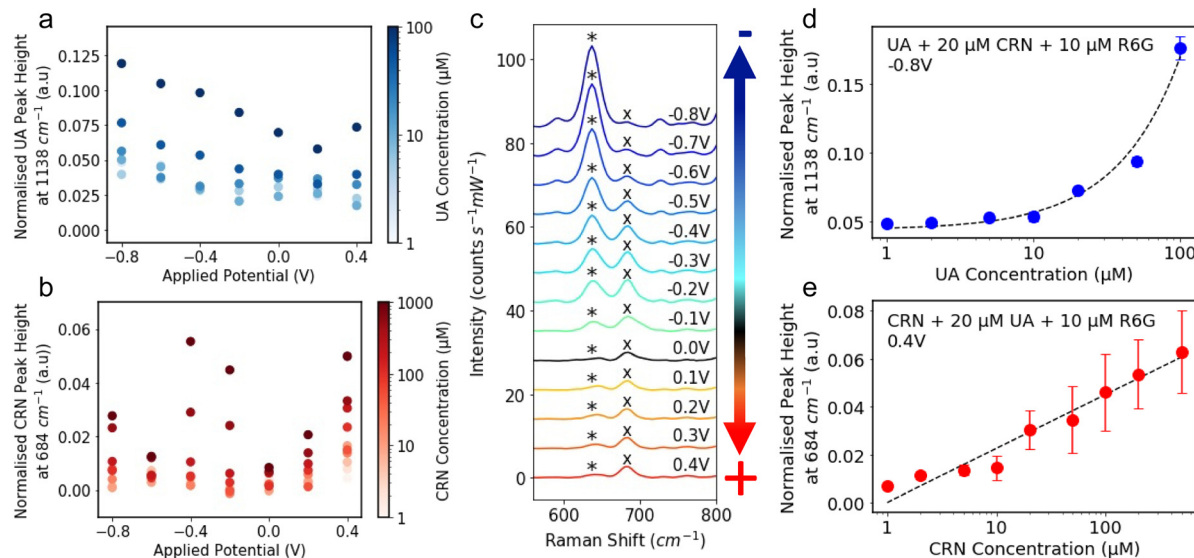 a
Normalised UA Peak Height
at 1138 cm⁻¹ (a.u)
0.125
0.100
0.075
0.050
0.025
0.000
−0.8
−0.4
0.0
0.4
Applied Potential (V)
100
10
1
UA Concentration (μM)
b
Normalised CRN Peak Height
at 684 cm⁻¹ (a.u))
0.06
0.04
0.02
0.00
−0.8
−0.4
0.0
0.4
Applied Potential (V)
1000
100
10
1
CRN Concentration (μM)
c
Intensity (counts s⁻¹mW⁻¹)
100
80
60
40
20
0
*
* x -0.8V
* x -0.7V
* x -0.6V
* x -0.5V
* x -0.4V
* x -0.3V
* x -0.2V
* x -0.1V
* x 0.0V
* x 0.1V
* x 0.2V
* x 0.3V
* x 0.4V
600
700
800
Raman Shift (cm⁻¹)
-
+
d
UA + 20 μM CRN + 10 μM R6G
-0.8V
Normalised Peak Height
at 1138 cm⁻¹ (a.u)
0.15
0.10
0.05
1
10
100
UA Concentration (μM)
e
CRN + 20 μM UA + 10 μM R6G
0.4V
Normalised Peak Height
at 684 cm⁻¹ (a.u)
0.08
0.06
0.04
0.02
0.00
1
10
100
CRN Concentration (μM)